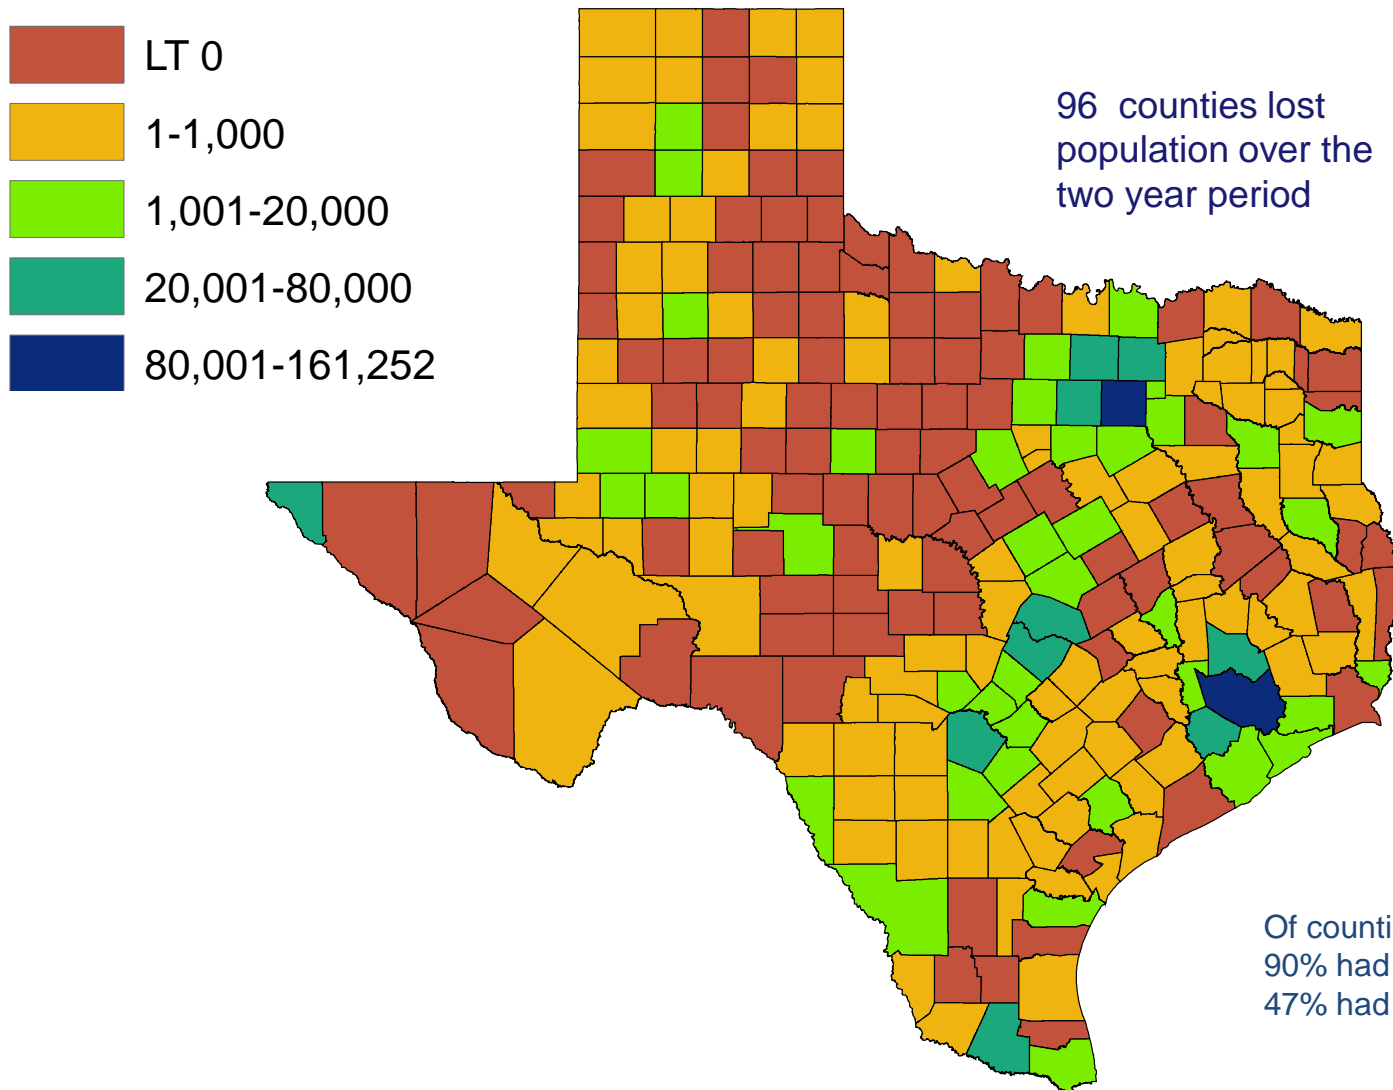 LT 0
1-1,000
1,001-20,000
20,001-80,000
80,001-161,252
96 counties lost
population over the
two year period
Of counti
90% had
47% had